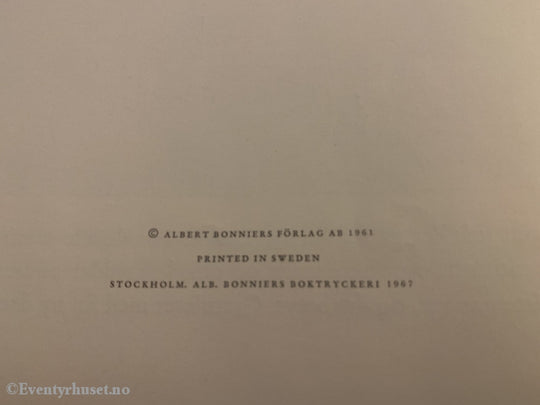 © ALBERT BONNIERS FÖRLAG AB 1961
PRINTED IN SWEDEN
STOCKHOLM. ALB. BONNIERS BOKTRYCKERI 1967
©Eventyrhuset.no